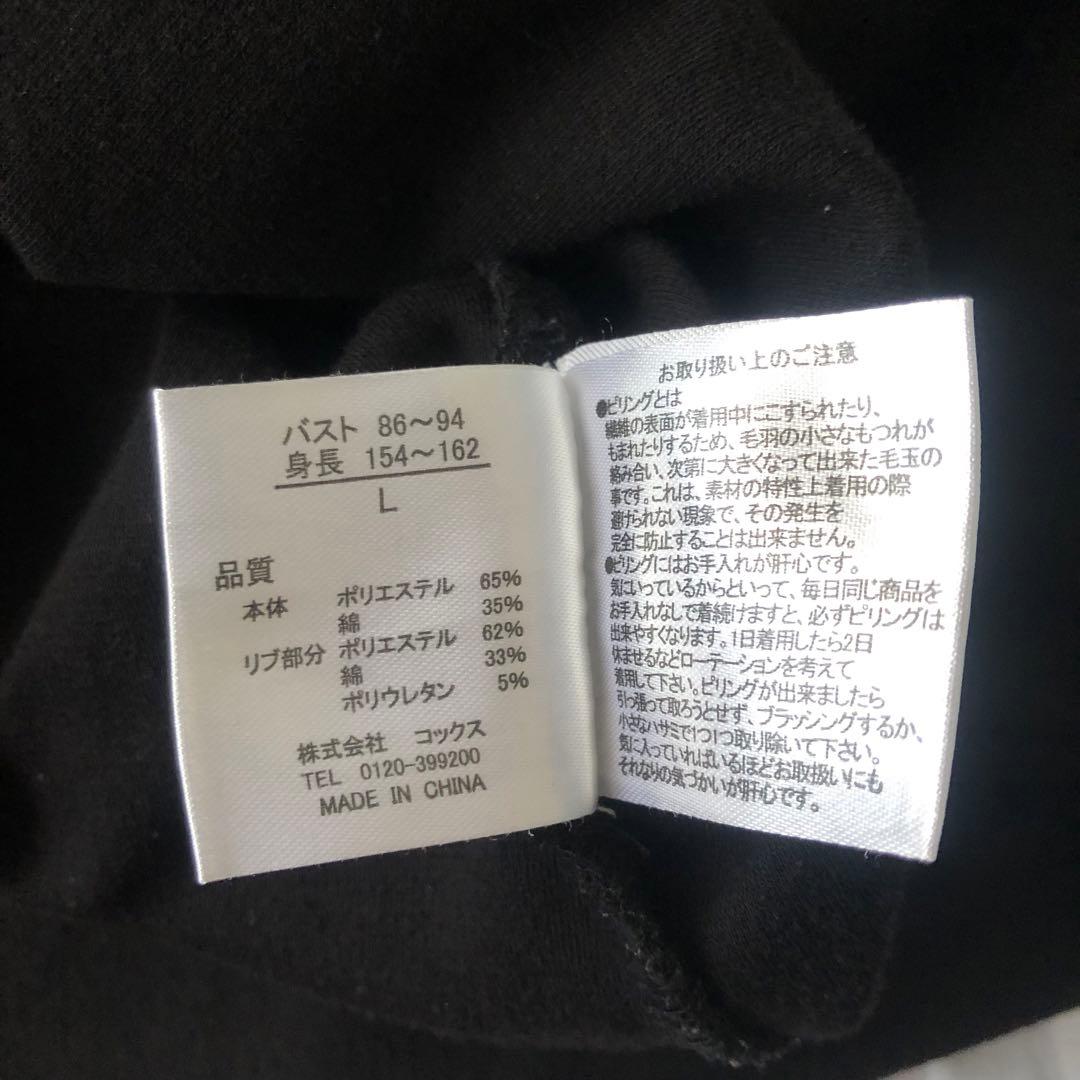 バスト 86～94
身長 154～162
L
品質
本体 ポリエステル 65%
綿 35%
リブ部分 ポリエステル 62%
綿 33%
ポリウレタン 5%
株式会社 コックス
TEL 0120-399200
MADE IN CHINA
お取り扱い上のご注意
●ピリングとは
繊維の表面が着用中にこすられたり、
もまれたりするため、毛羽の小さなもつれが
絡み合い、次第に大きくなって出来た毛玉の
事です。これは、素材の特性上着用の際
避けられない現象で、その発生を
完全に防止することは出来ません。
●ピリングにはお手入れが肝心です。
気にいっているからといって、毎日同じ商品を
お手入れなしで着続けますと、必ずピリングは
出来やすくなります。1日着用したら2日
休ませるなどローテーションを考えて
着用して下さい。ピリングが出来ましたら
引っ張って取ろうとせず、ブラッシングするか、
小さなハサミで1つ1つ取り除いて下さい。
気に入っていればいるほどお取扱いにも
それなりの気づかいが肝心です。